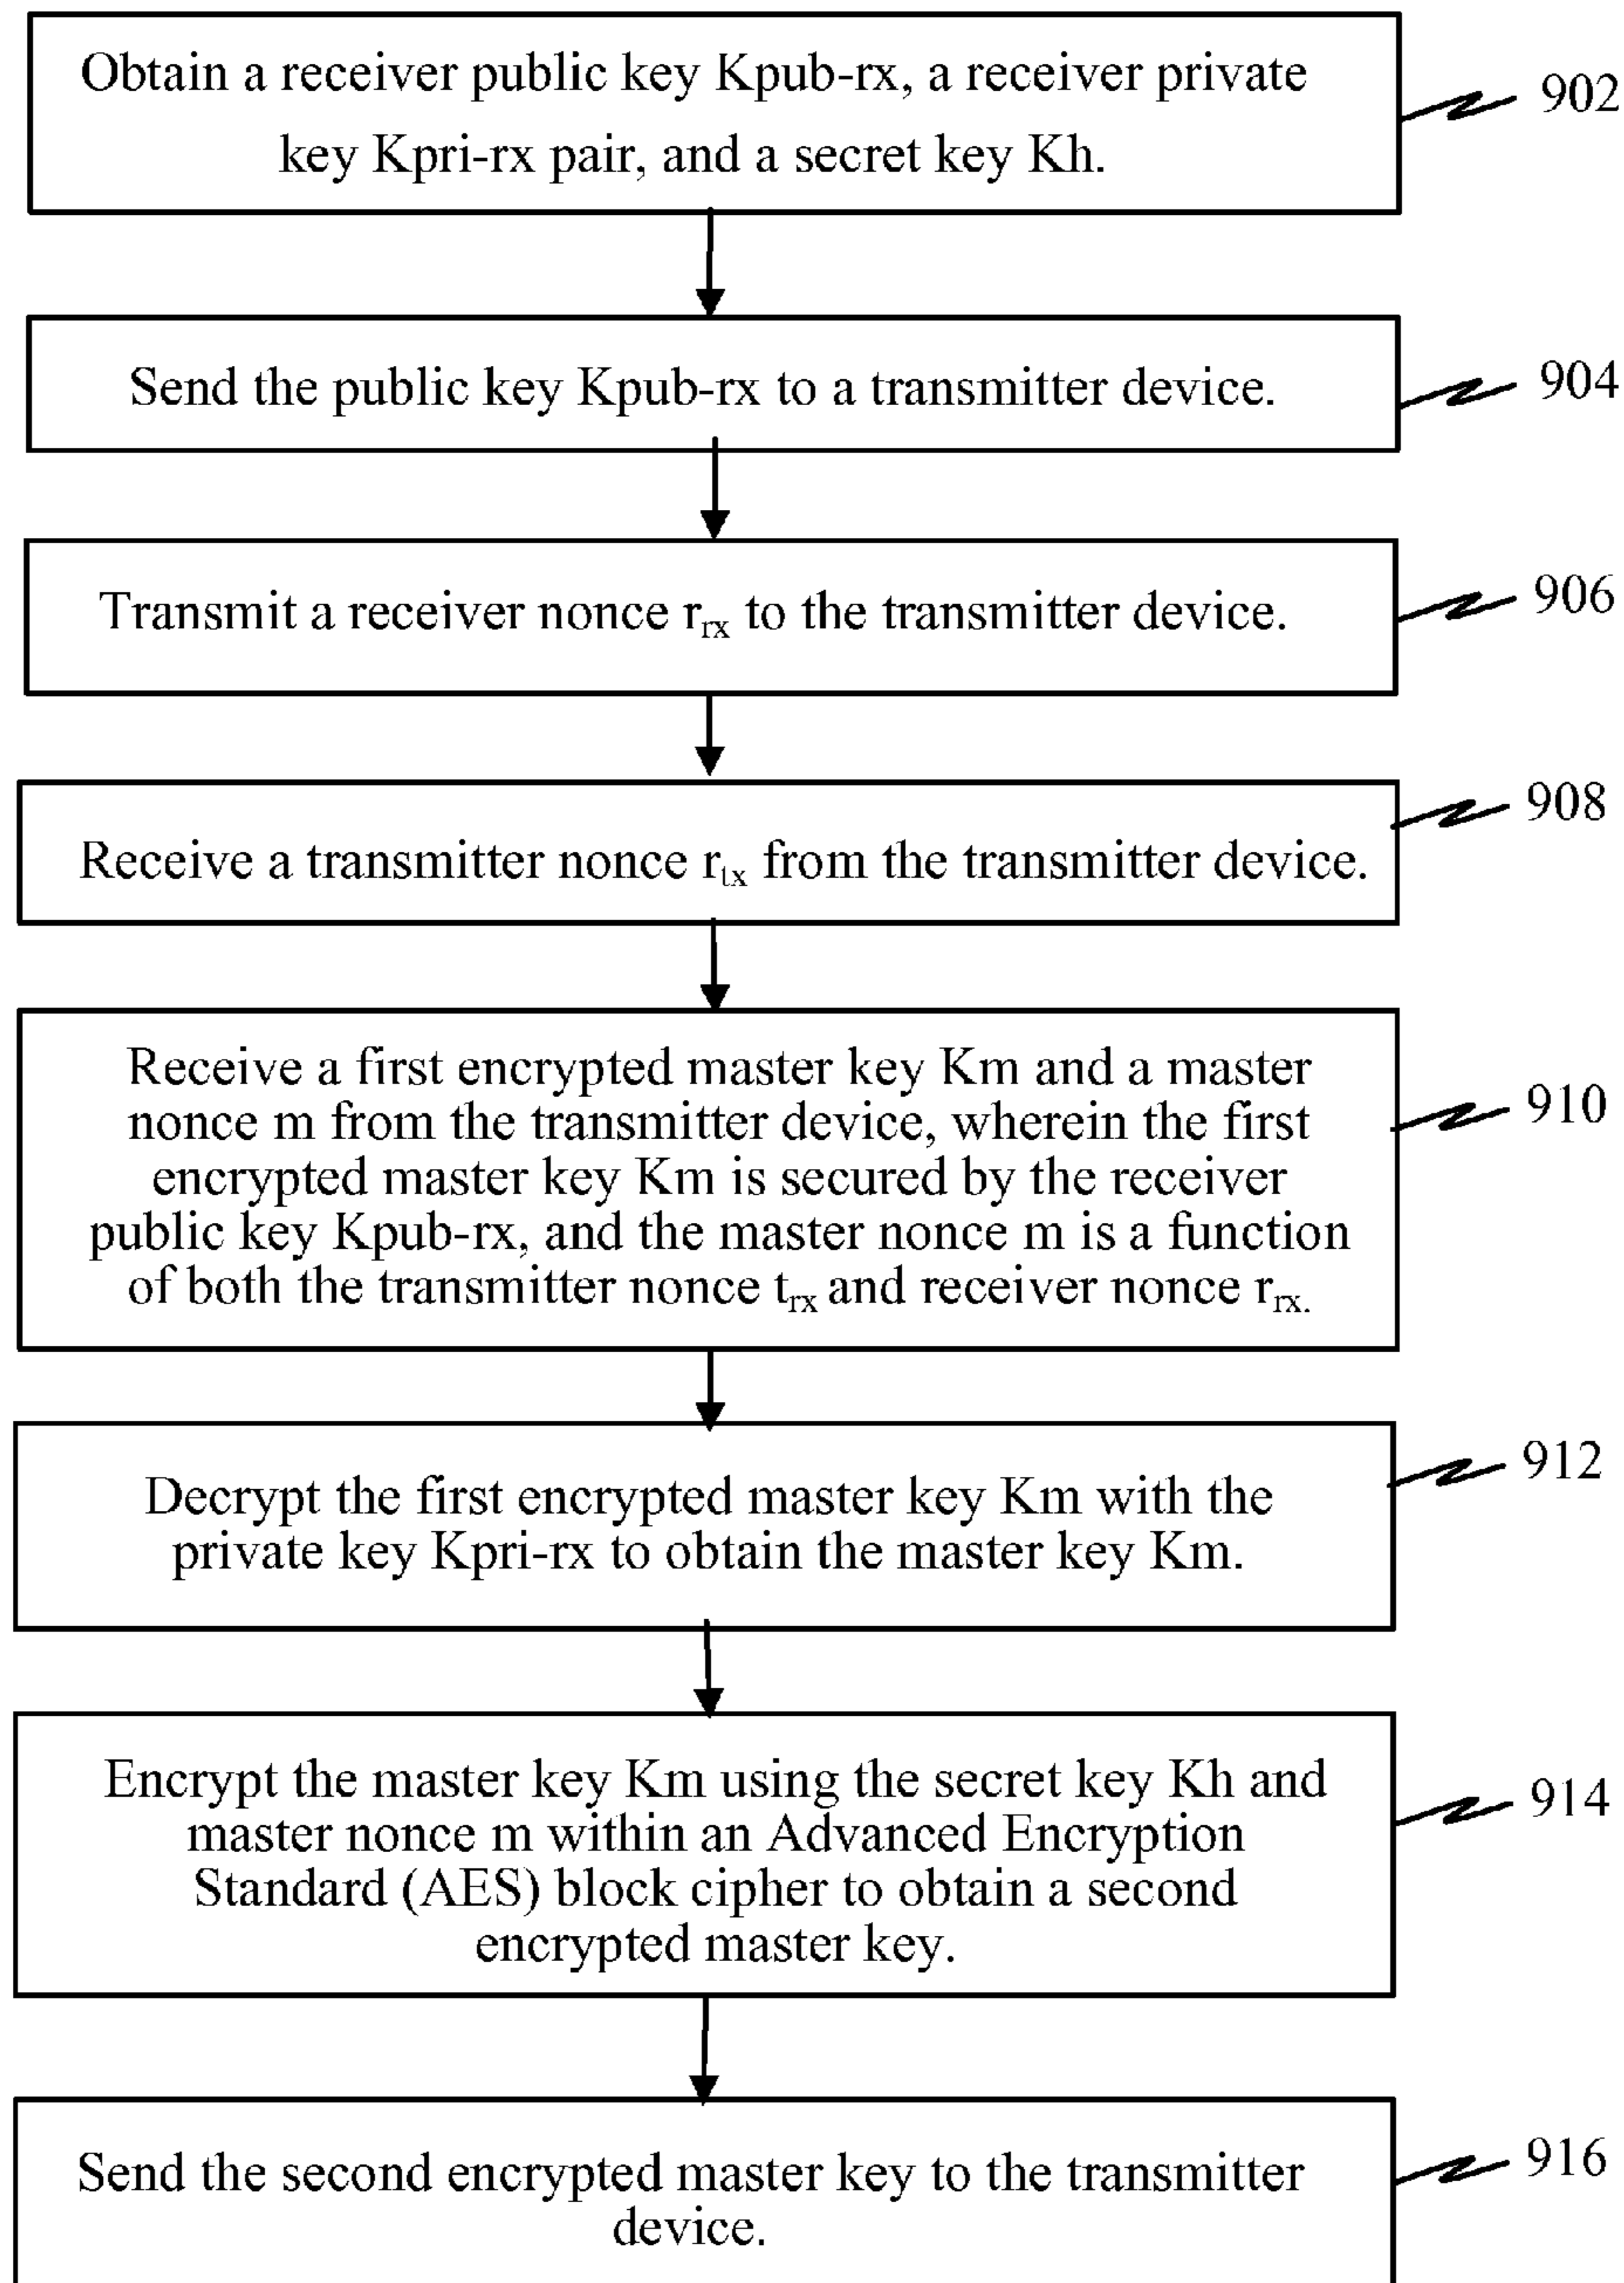 Obtain a receiver public key Kpub-rx, a receiver private
key Kpri-rx pair, and a secret key Kh.
902
Send the public key Kpub-rx to a transmitter device.
904
Transmit a receiver nonce rrx to the transmitter device.
906
Receive a transmitter nonce rtx from the transmitter device.
908
Receive a first encrypted master key Km and a master
nonce m from the transmitter device, wherein the first
encrypted master key Km is secured by the receiver
public key Kpub-rx, and the master nonce m is a function
of both the transmitter nonce trx and receiver nonce rrx.
910
Decrypt the first encrypted master key Km with the
private key Kpri-rx to obtain the master key Km.
912
Encrypt the master key Km using the secret key Kh and
master nonce m within an Advanced Encryption
Standard (AES) block cipher to obtain a second
encrypted master key.
914
Send the second encrypted master key to the transmitter
device.
916